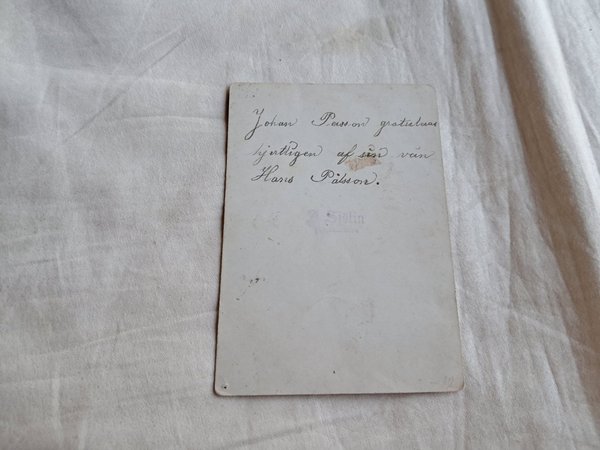 Johan Persson gratuleras
hjertligen af sin vän
Hans Pålsson.